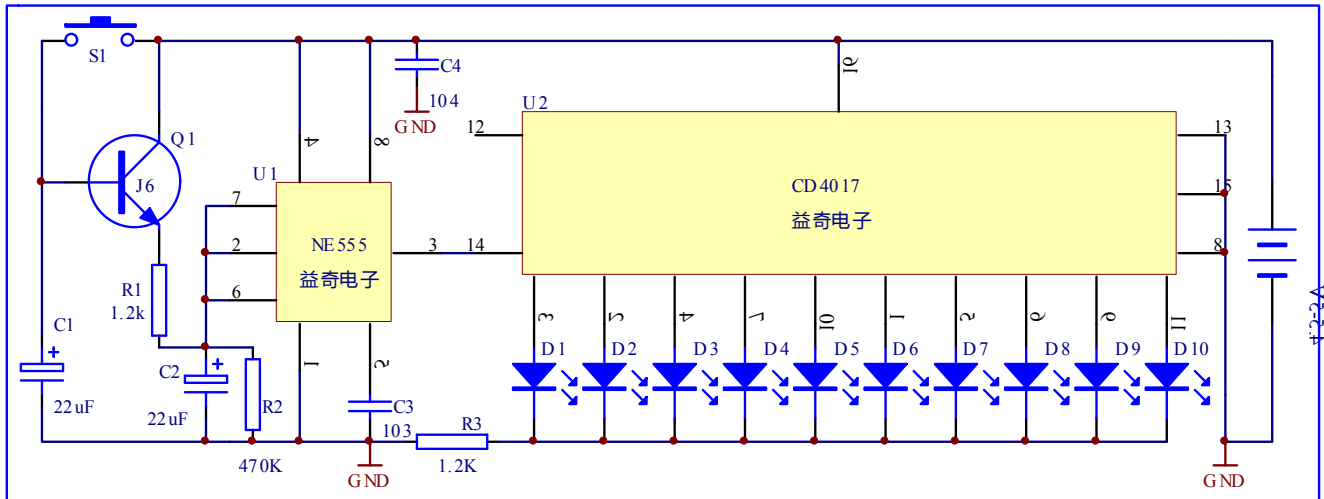 S1
C4
104
GND
U2
16
12
13
Q1
J6
4
8
U1
7
CD4017
益奇电子
15
2
NE555
益奇电子
3
14
8
6
R1
1.2k
4.5-5V
C1
22uF
C2
22uF
R2
470K
1
5
C3
103
GND
R3
1.2K
3
2
4
7
10
1
5
6
9
11
D1
D2
D3
D4
D5
D6
D7
D8
D9
D10
GND